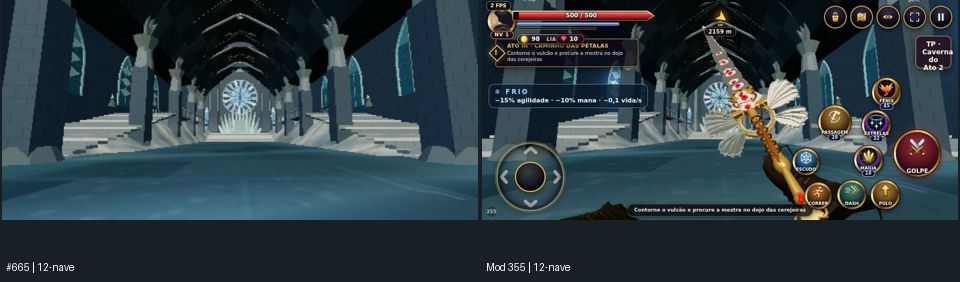 2 FPS
500 / 500
NV 1
98 LIA 10
ATO III · CAMINHO DAS PÉTALAS
Contorne o vulcão e procure a mestra no dojo
das cerejeiras
2159 m
TP ·
Caverna
do
Ato 2
❄ FRIO
−15% agilidade · −10% mana · −0,1 vida/s
FÊNIX
45
PASSAGEM
28
ESTRELAS
32
GOLPE
ESCUDO
MAGIA
18
CORRER
DASH
PULO
355
Contorne o vulcão e procure a mestra no dojo das cerejeiras
#665 | 12-nave
Mod 355 | 12-nave